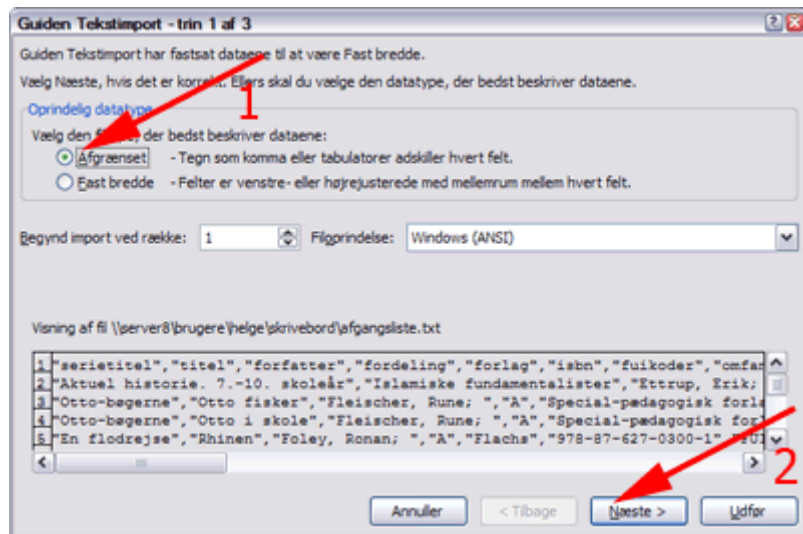 Guiden Tekstimport - trin 1 af 3
Guiden Tekstimport har fastsat dataene til at være Fast bredde.
Vælg Næste, hvis det er korrekt. Ellers skal du vælge den datatype, der bedst beskriver dataene.
1
Oprindelig datatype
Vælg den der bedst beskriver dataene:
Afgrænset - Tegn som komma eller tabulatorer adskiller hvert felt.
Fast bredde - Felter er venstre- eller højrejusterede med mellemrum mellem hvert felt.
Begynd import ved række: 1 Filoprindelse: Windows (ANSI)
Visning af fil \\server8\brugere\helge\skrivebord\afgangsliste.txt
1 "serietitel","titel","forfatter","fordeling","forlag","isbn","fuikoder","omfan
2 "Aktuel historie. 7.-10. skoleår","Islamiske fundamentalister","Ettrup, Erik;
3 "Otto-bøgerne","Otto fisker","Fleischer, Rune; ","A","Special-pædagogisk forla
4 "Otto-bøgerne","Otto i skole","Fleischer, Rune; ","A","Special-pædagogisk for
5 "En flodrejse","Rhinen","Foley, Ronan; ","A","Flachs","978-87-627-0300-1"
2
Annuller < Tilbage Næste > Udfør